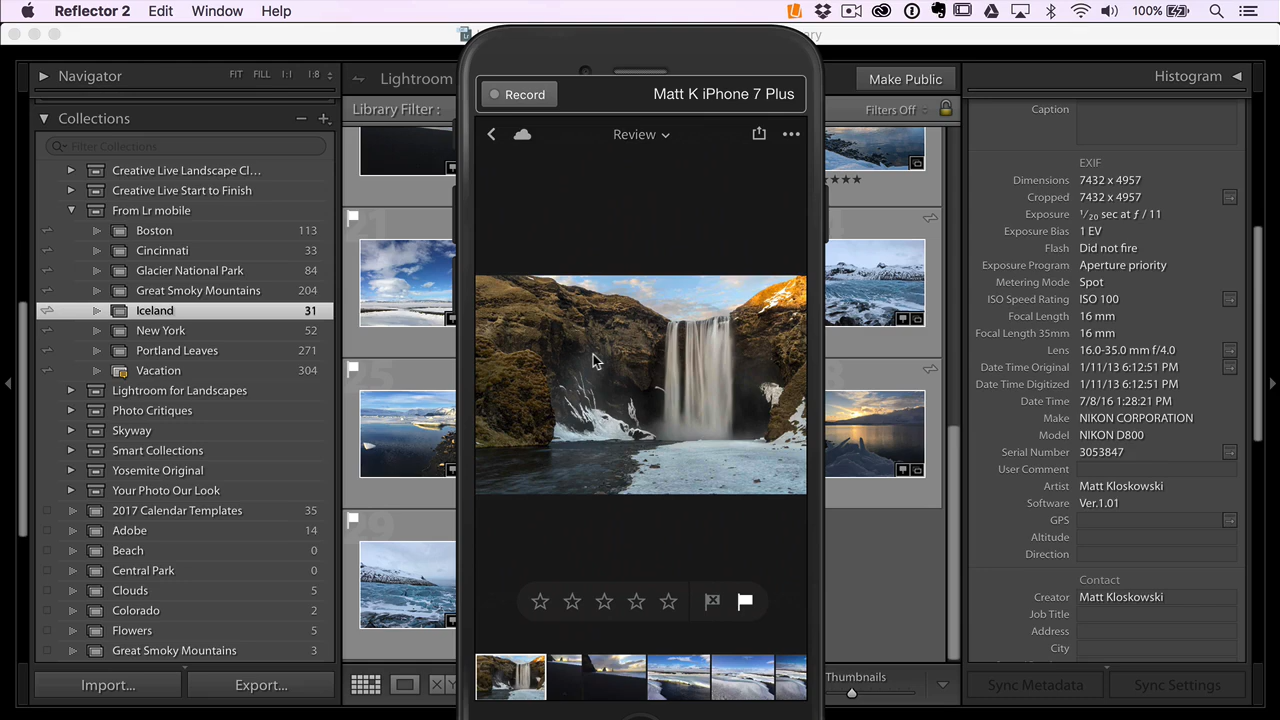 Reflector 2 Edit Window Help 100%
Navigator FIT FILL 1:1 1:8
Collections
Filter Collections
Creative Live Landscape Cl...
Creative Live Start to Finish
From Lr mobile
Boston 113
Cincinnati 33
Glacier National Park 84
Great Smoky Mountains 204
Iceland 31
New York 52
Portland Leaves 271
Vacation 304
Lightroom for Landscapes
Photo Critiques
Skyway
Smart Collections
Yosemite Original
Your Photo Our Look
2017 Calendar Templates 35
Adobe 14
Beach 0
Central Park 0
Clouds 5
Colorado 2
Flowers 5
Great Smoky Mountains 3
Import... Export...
Lightroom
Make Public
Library Filter :
Filters Off
Record Matt K iPhone 7 Plus
Review
21
25
29
X Y
Thumbnails
Histogram
Caption
EXIF
Dimensions 7432 x 4957
Cropped 7432 x 4957
Exposure 1/20 sec at ƒ / 11
Exposure Bias 1 EV
Flash Did not fire
Exposure Program Aperture priority
Metering Mode Spot
ISO Speed Rating ISO 100
Focal Length 16 mm
Focal Length 35mm 16 mm
Lens 16.0-35.0 mm f/4.0
Date Time Original 1/11/13 6:12:51 PM
Date Time Digitized 1/11/13 6:12:51 PM
Date Time 7/8/16 1:28:21 PM
Make NIKON CORPORATION
Model NIKON D800
Serial Number 3053847
User Comment
Artist Matt Kloskowski
Software Ver.1.01
GPS
Altitude
Direction
Contact
Creator Matt Kloskowski
Job Title
Address
City
Sync Metadata Sync Settings